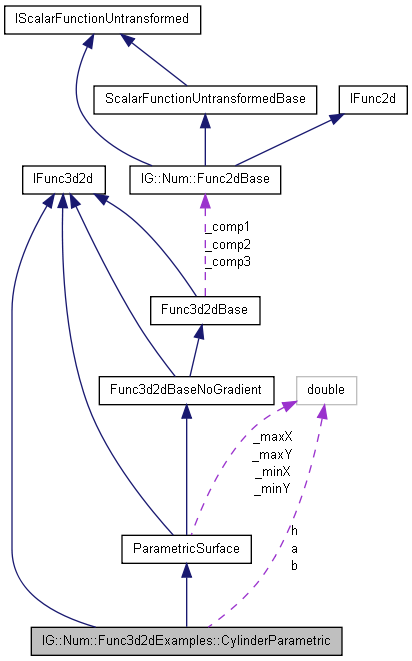 IScalarFunctionUntransformed
ScalarFunctionUntransformedBase
IFunc2d
IFunc3d2d
IG::Num::Func2dBase
_comp1
_comp2
_comp3
Func3d2dBase
Func3d2dBaseNoGradient
double
_maxX
_maxY
_minX
_minY
h
a
b
ParametricSurface
IG::Num::Func3d2dExamples::CylinderParametric